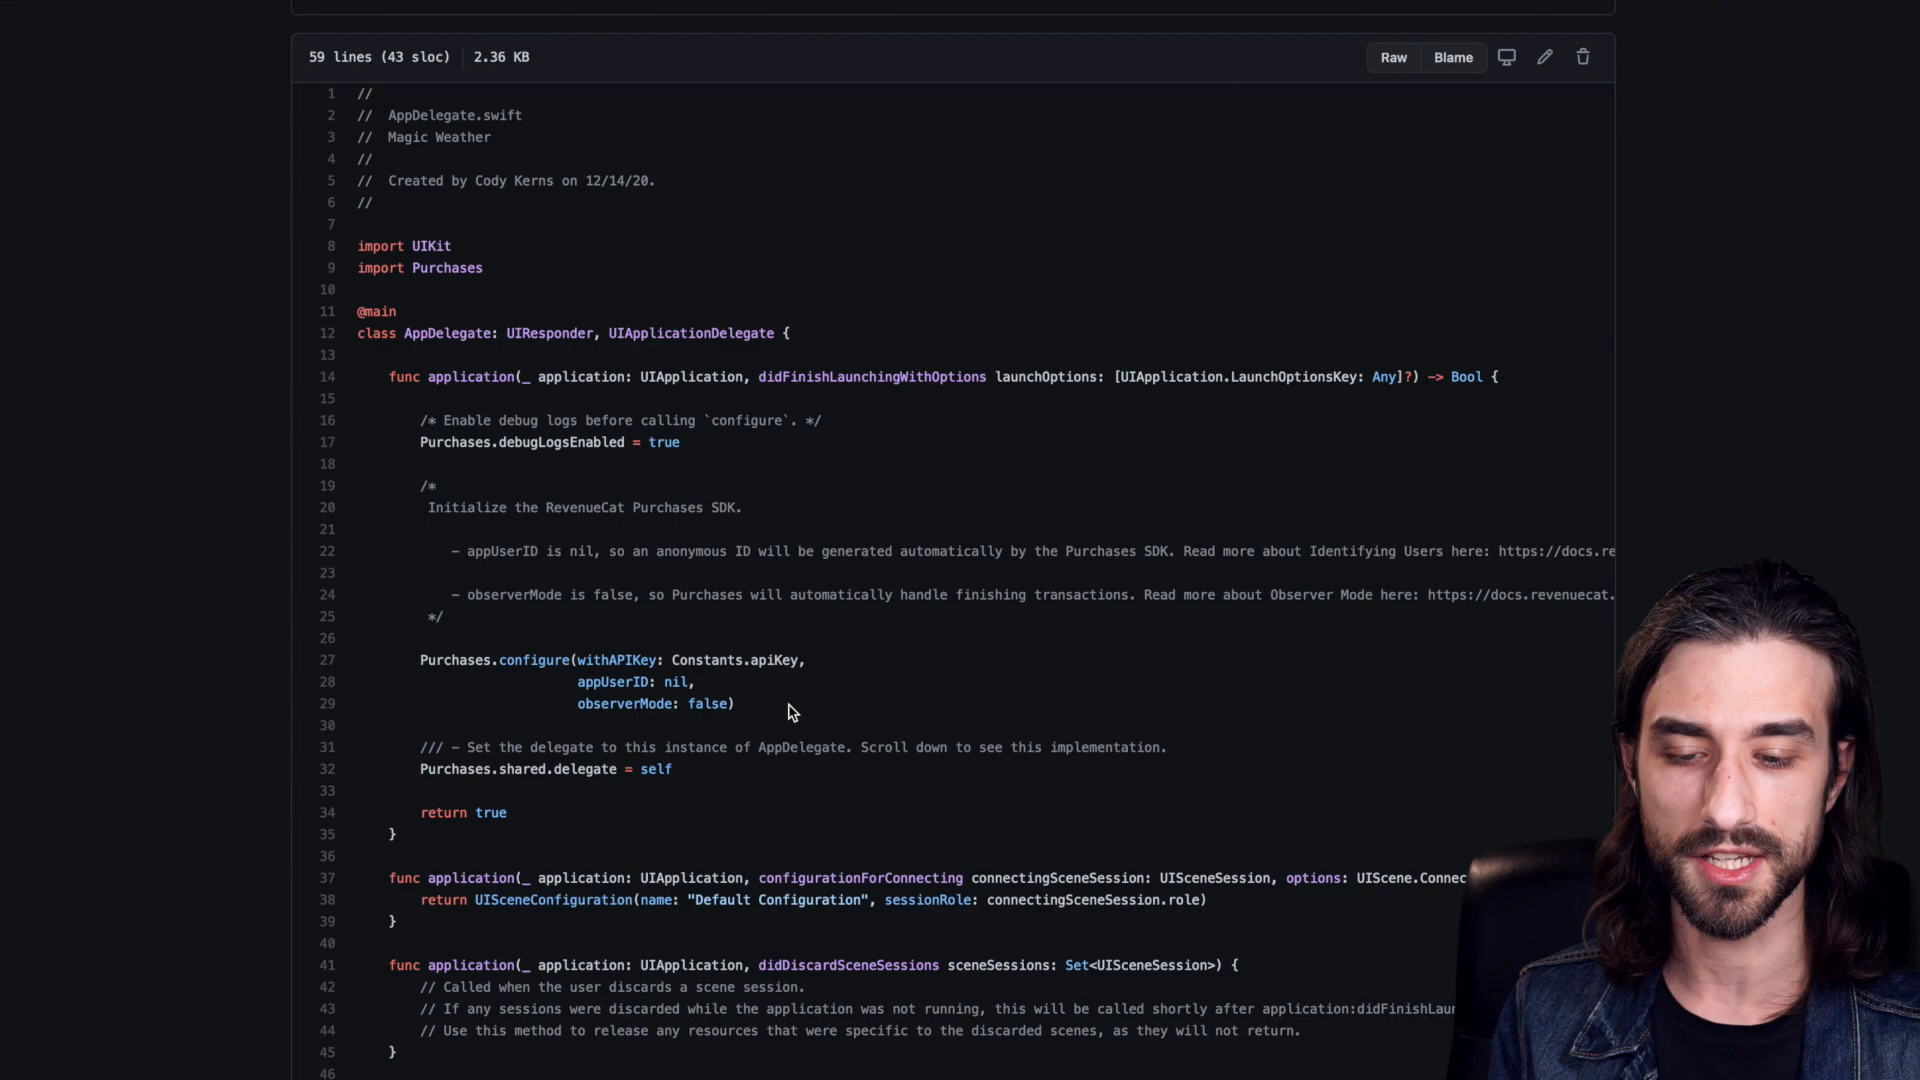 59 lines (43 sloc) 2.36 KB Raw Blame
1 //
2 // AppDelegate.swift
3 // Magic Weather
4 //
5 // Created by Cody Kerns on 12/14/20.
6 //
7
8 import UIKit
9 import Purchases
10
11 @main
12 class AppDelegate: UIResponder, UIApplicationDelegate {
13
14 func application(_ application: UIApplication, didFinishLaunchingWithOptions launchOptions: [UIApplication.LaunchOptionsKey: Any]?) -> Bool {
15
16 /* Enable debug logs before calling `configure`. */
17 Purchases.debugLogsEnabled = true
18
19 /*
20 Initialize the RevenueCat Purchases SDK.
21
22 - appUserID is nil, so an anonymous ID will be generated automatically by the Purchases SDK. Read more about Identifying Users here: https://docs.re
23
24 - observerMode is false, so Purchases will automatically handle finishing transactions. Read more about Observer Mode here: https://docs.revenuecat.
25 */
26
27 Purchases.configure(withAPIKey: Constants.apiKey,
28 appUserID: nil,
29 observerMode: false)
30
31 /// - Set the delegate to this instance of AppDelegate. Scroll down to see this implementation.
32 Purchases.shared.delegate = self
33
34 return true
35 }
36
37 func application(_ application: UIApplication, configurationForConnecting connectingSceneSession: UISceneSession, options: UIScene.Connec
38 return UISceneConfiguration(name: "Default Configuration", sessionRole: connectingSceneSession.role)
39 }
40
41 func application(_ application: UIApplication, didDiscardSceneSessions sceneSessions: Set<UISceneSession>) {
42 // Called when the user discards a scene session.
43 // If any sessions were discarded while the application was not running, this will be called shortly after application:didFinishLau
44 // Use this method to release any resources that were specific to the discarded scenes, as they will not return.
45 }
46